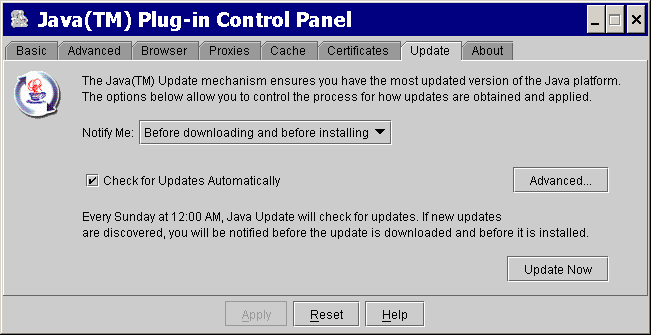 Java(TM) Plug-in Control Panel
Basic Advanced Browser Proxies Cache Certificates Update About
The Java(TM) Update mechanism ensures you have the most updated version of the Java platform.
The options below allow you to control the process for how updates are obtained and applied.
Notify Me: Before downloading and before installing
Check for Updates Automatically
Advanced...
Every Sunday at 12:00 AM, Java Update will check for updates. If new updates
are discovered, you will be notified before the update is downloaded and before it is installed.
Update Now
Apply Reset Help